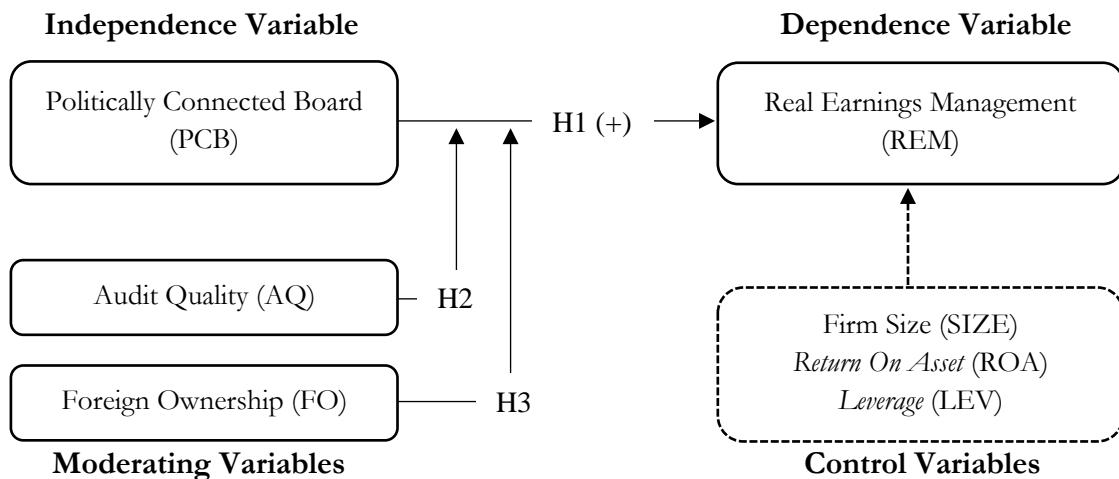 Independence Variable
Dependence Variable
Politically Connected Board
(PCB)
H1 (+)
Real Earnings Management
(REM)
Audit Quality (AQ)
H2
Foreign Ownership (FO)
H3
Firm Size (SIZE)
Return On Asset (ROA)
Leverage (LEV)
Moderating Variables
Control Variables